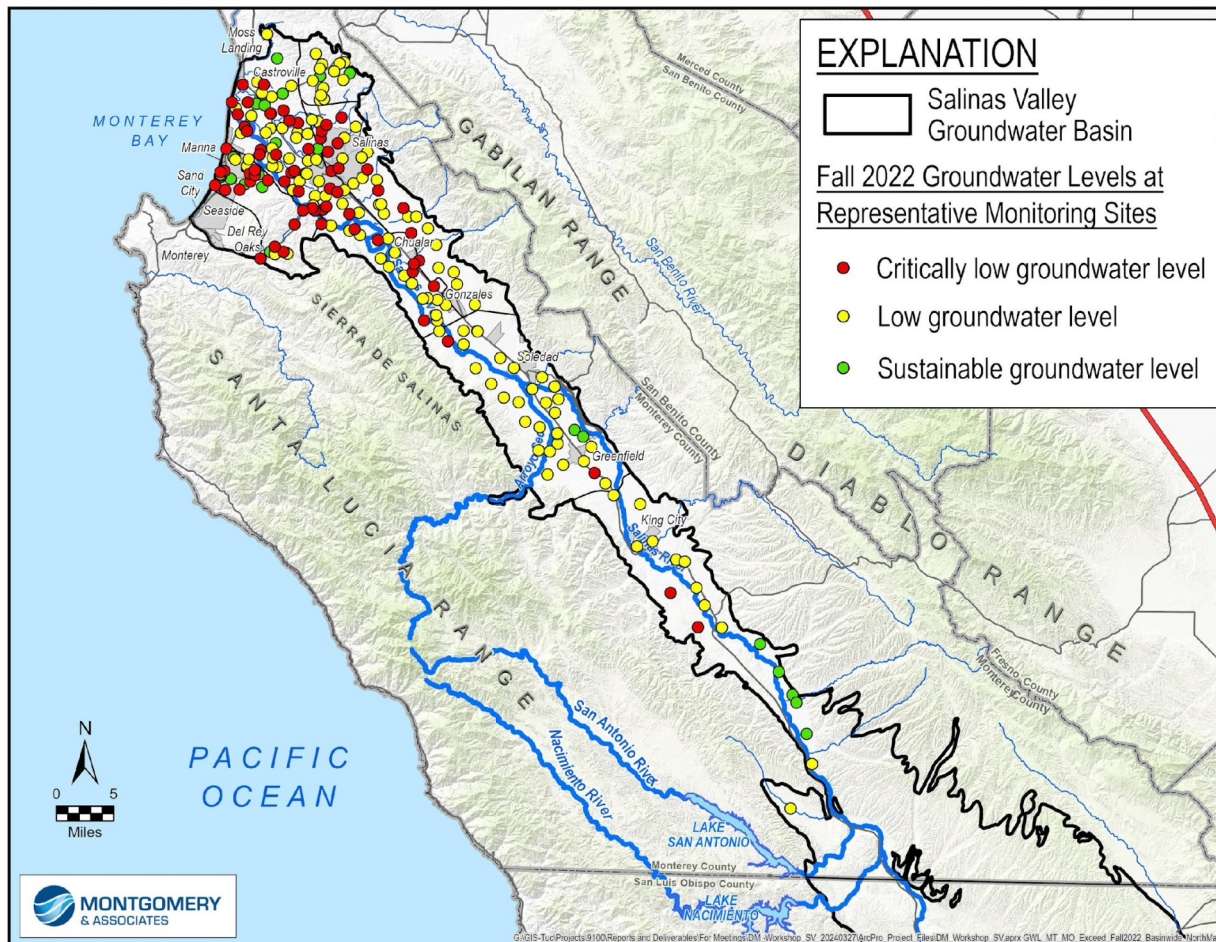 EXPLANATION
Salinas Valley
Groundwater Basin
Fall 2022 Groundwater Levels at
Representative Monitoring Sites
Critically low groundwater level
Low groundwater level
Sustainable groundwater level
Moss
Landing
Castroville
MONTEREY
BAY
Marina
Salinas
Sand
City
Seaside
Del Rey
Oaks
Monterey
Chualar
Gonzales
Soledad
Greenfield
King City
Salinas River
Arroyo
GABILAN RANGE
Merced County
San Benito County
San Benito River
San Benito County
Monterey County
SIERRA DE SALINAS
SANTA LUCIA RANGE
DIABLO RANGE
Fresno County
Monterey County
San Antonio River
Nacimiento River
LAKE
SAN ANTONIO
Monterey County
San Luis Obispo County
LAKE
NACIMIENTO
PACIFIC
OCEAN
N
0 5
Miles
MONTGOMERY
& ASSOCIATES